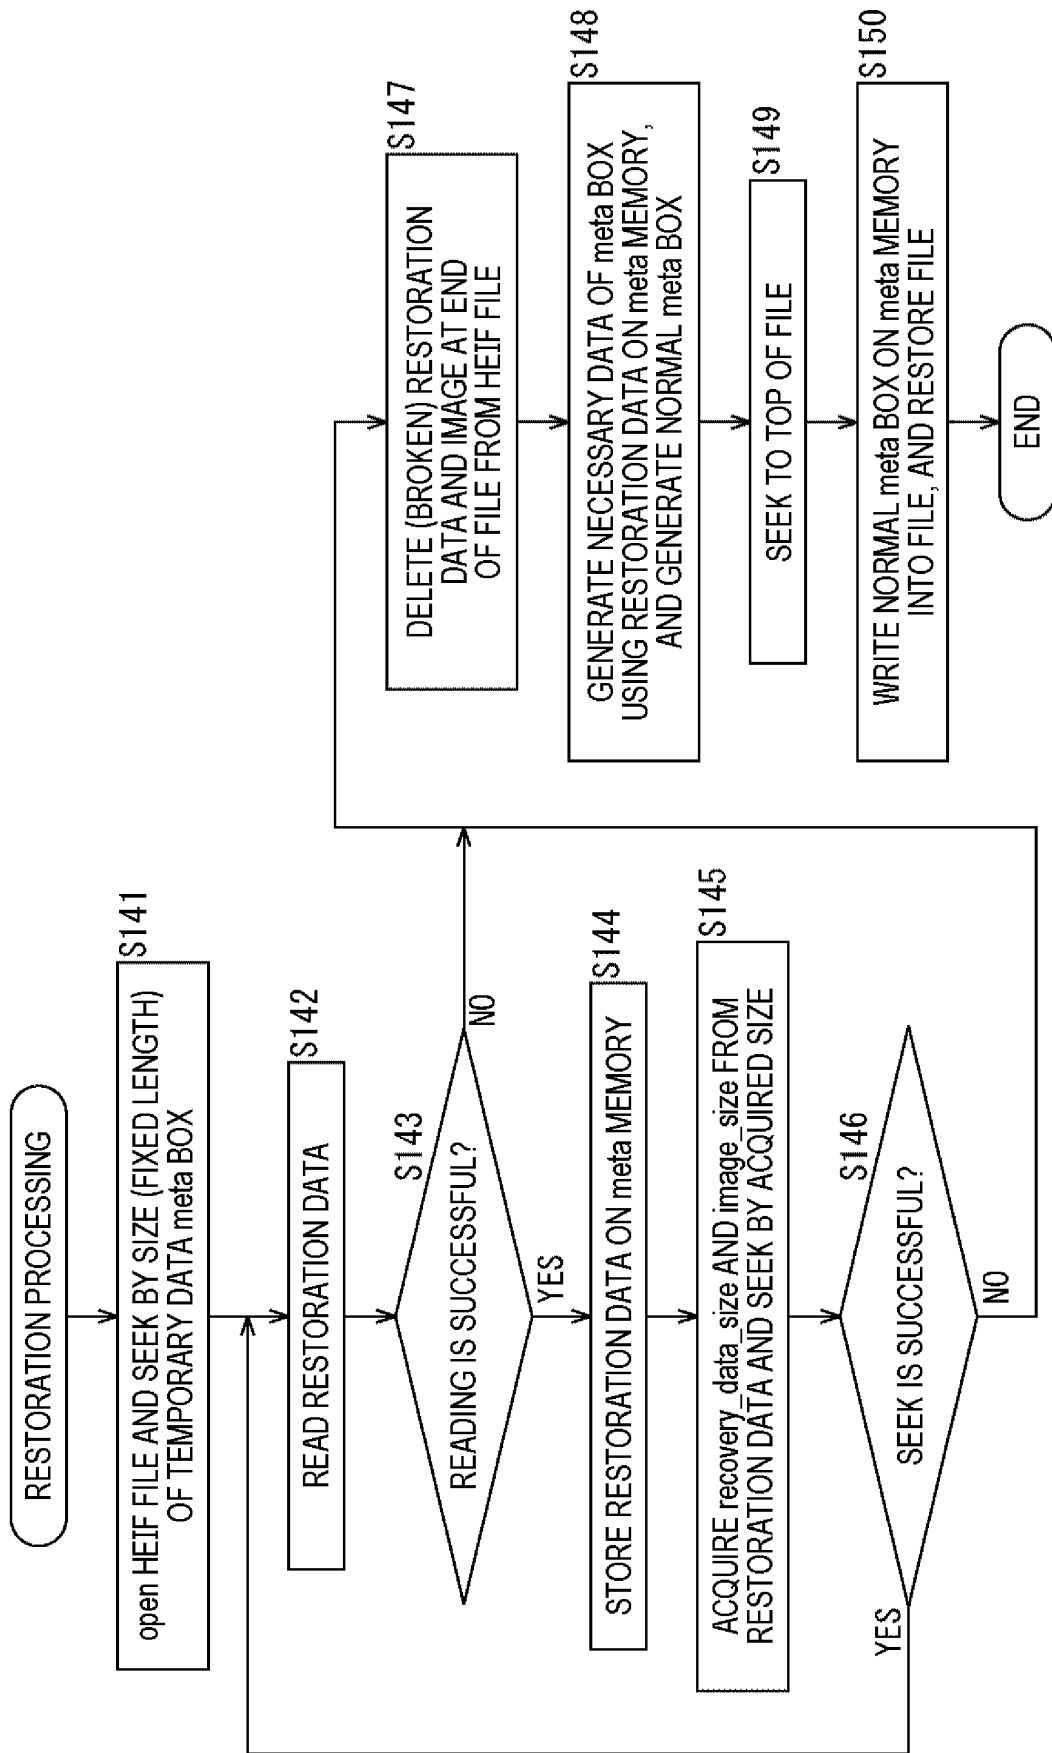 RESTORATION PROCESSING
S141
open HEIF FILE AND SEEK BY SIZE (FIXED LENGTH)
OF TEMPORARY DATA meta BOX
S142
READ RESTORATION DATA
S143
READING IS SUCCESSFUL?
NO
YES
S144
STORE RESTORATION DATA ON meta MEMORY
S145
ACQUIRE recovery_data_size AND image_size FROM
RESTORATION DATA AND SEEK BY ACQUIRED SIZE
S146
SEEK IS SUCCESSFUL?
YES
NO
S147
DELETE (BROKEN) RESTORATION
DATA AND IMAGE AT END
OF FILE FROM HEIF FILE
S148
GENERATE NECESSARY DATA OF meta BOX
USING RESTORATION DATA ON meta MEMORY,
AND GENERATE NORMAL meta BOX
S149
SEEK TO TOP OF FILE
S150
WRITE NORMAL meta BOX ON meta MEMORY
INTO FILE, AND RESTORE FILE
END